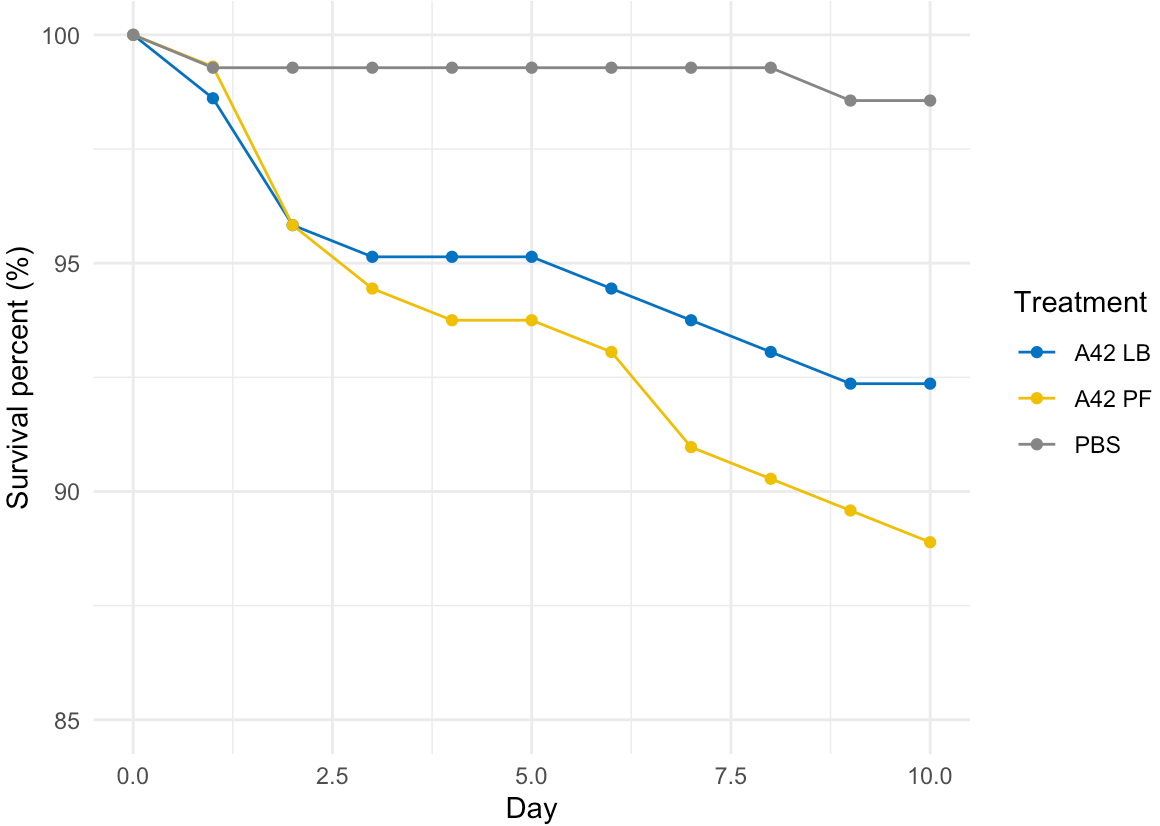 100
95
90
85
Survival percent (%)
0.0 2.5 5.0 7.5 10.0
Day
Treatment
A42 LB
A42 PF
PBS